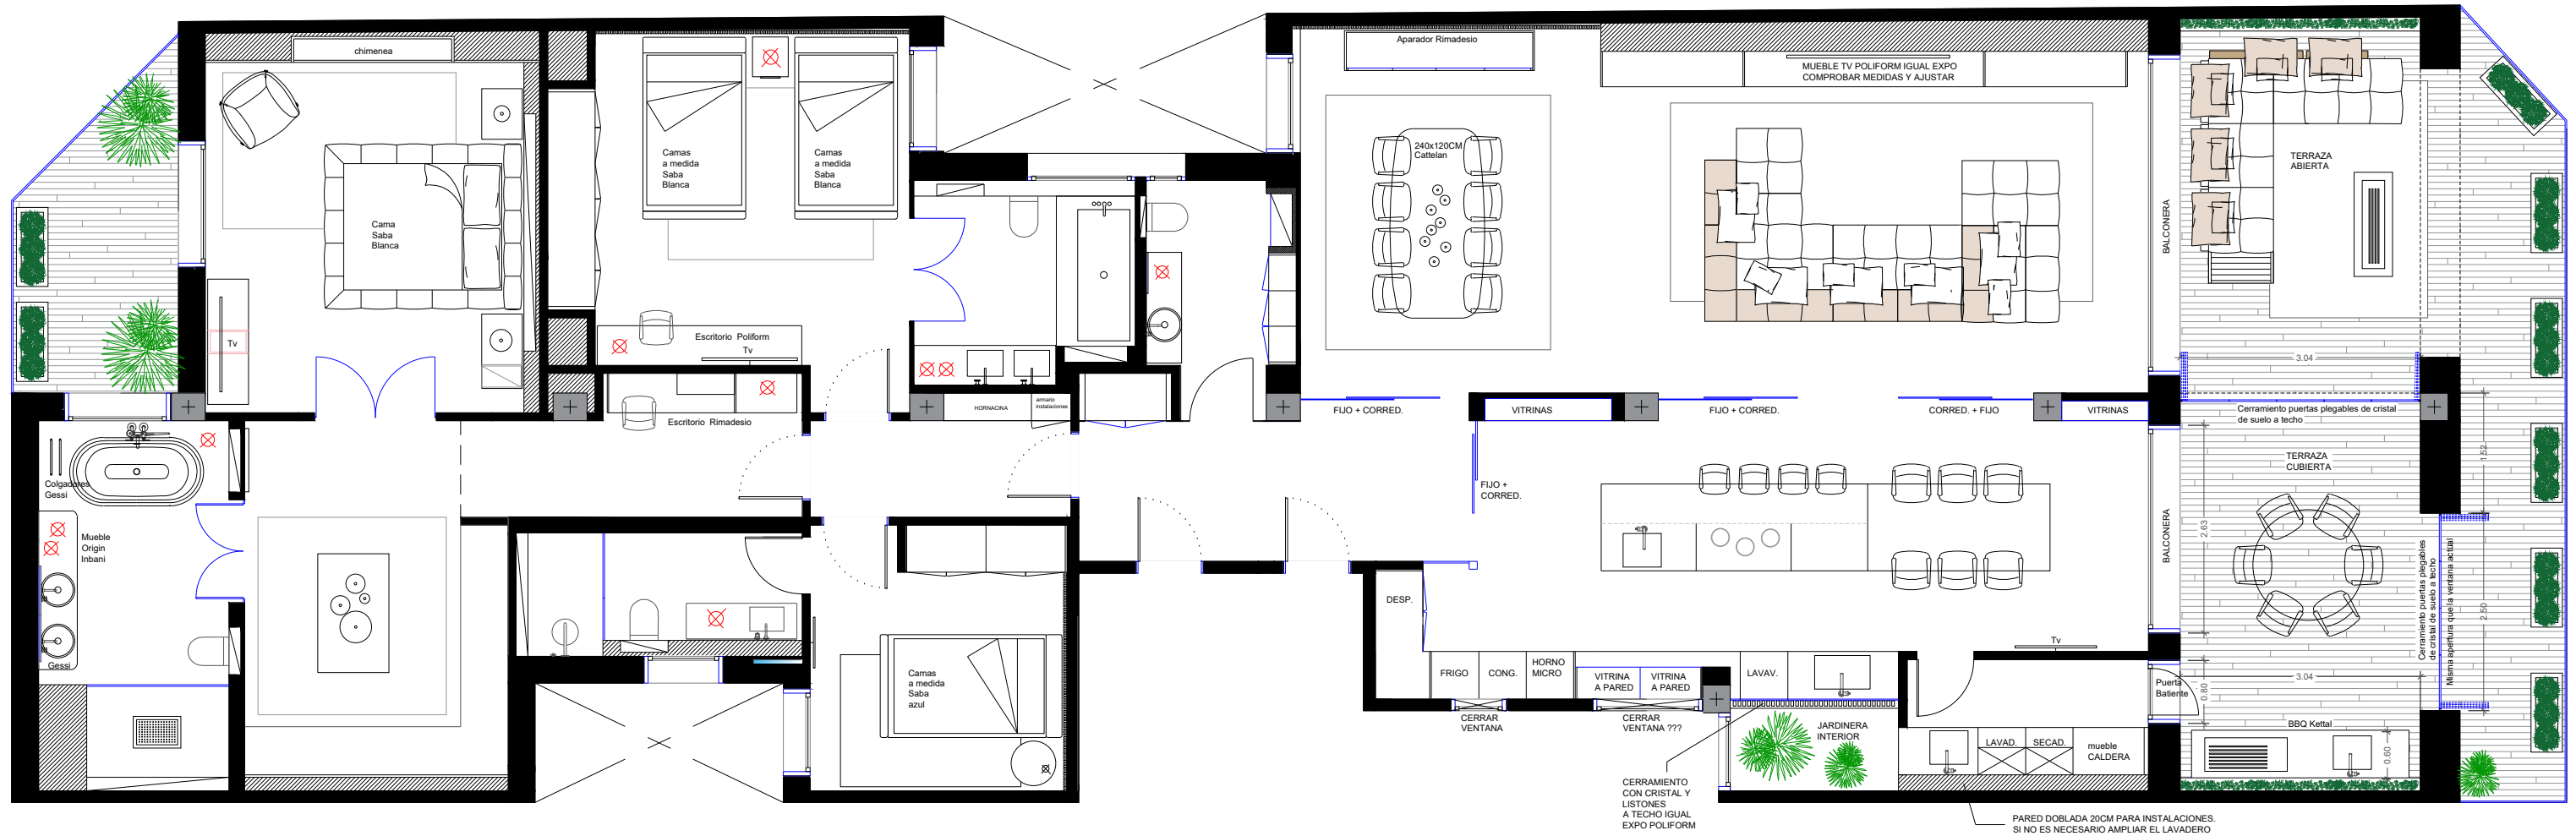 chimenea
Cama
Saba
Blanca
Tv
Camas
a medida
Saba
Blanca
Camas
a medida
Saba
Blanca
Escritorio Poliform
Tv
Escritorio Rimadesio
HORNACINA
armario
instalaciones
Colgadores
Gessi
Mueble
Origin
Inbani
Gessi
Camas
a medida
Saba
azul
Aparador Rimadesio
MUEBLE TV POLIFORM IGUAL EXPO
COMPROBAR MEDIDAS Y AJUSTAR
240x120CM
Cattelan
FIJO + CORRED.
VITRINAS
FIJO + CORRED.
CORRED. + FIJO
VITRINAS
FIJO +
CORRED.
DESP.
FRIGO
CONG.
HORNO
MICRO
VITRINA
A PARED
VITRINA
A PARED
LAVAV.
Tv
CERRAR
VENTANA
CERRAR
VENTANA ???
JARDINERA
INTERIOR
CERRAMIENTO
CON CRISTAL Y
LISTONES
A TECHO IGUAL
EXPO POLIFORM
LAVAD.
SECAD.
mueble
CALDERA
PARED DOBLADA 20CM PARA INSTALACIONES.
SI NO ES NECESARIO AMPLIAR EL LAVADERO
BALCONERA
BALCONERA
TERRAZA
ABIERTA
3.04
Cerramiento puertas plegables de cristal
de suelo a techo
TERRAZA
CUBIERTA
1.52
2.63
2.50
Cerramiento puertas plegables
de cristal de suelo a techo
Misma apertura que la ventana actual
Puerta
Batiente
0.80
3.04
BBQ Kettal
0.60